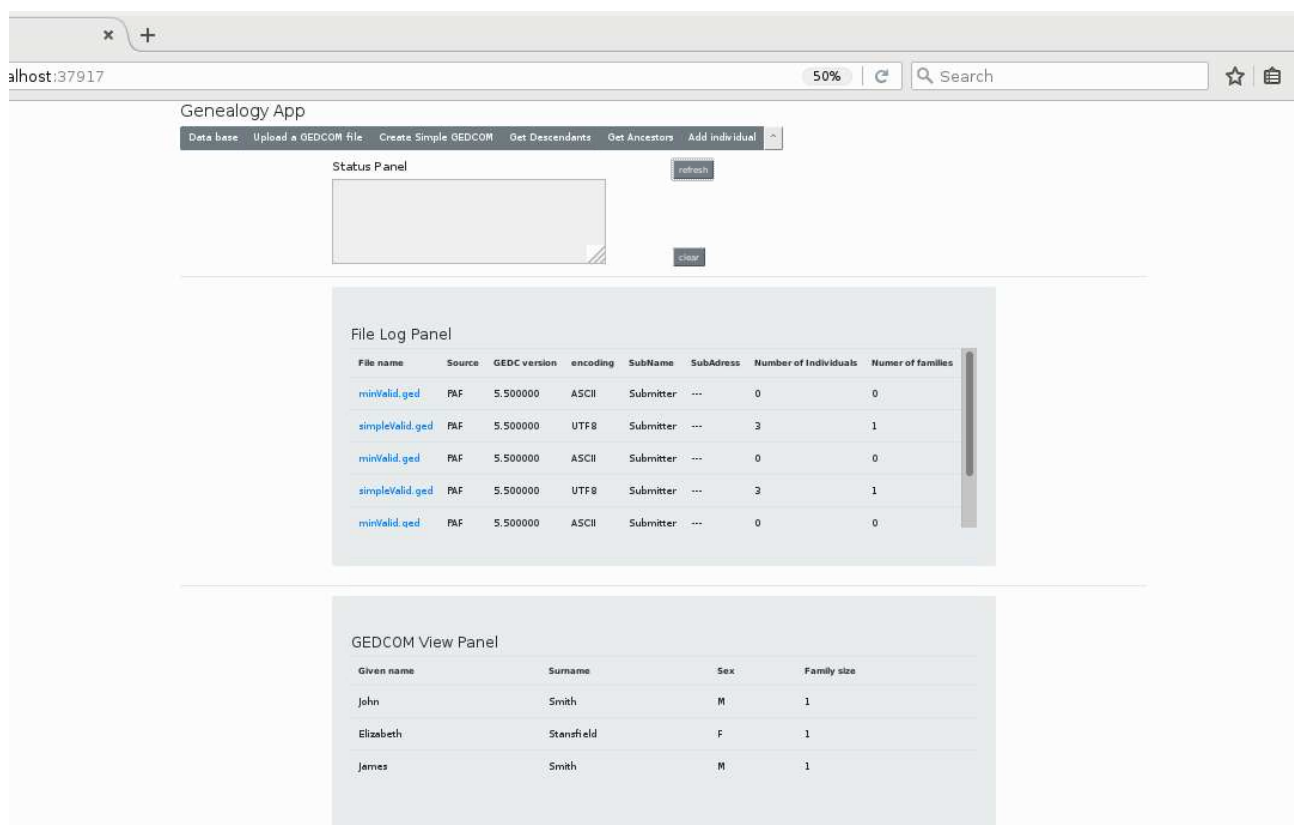 alhost:37917 50% Search
Genealogy App
Data base Upload a GEDCOM file Create Simple GEDCOM Get Descendants Get Ancestors Add individual
Status Panel refresh
clear
File Log Panel
File name Source GEDC version encoding SubName SubAdress Number of Individuals Numer of families
minValid.ged PAF 5.500000 ASCII Submitter --- 0 0
simpleValid.ged PAF 5.500000 UTF8 Submitter --- 3 1
minValid.ged PAF 5.500000 ASCII Submitter --- 0 0
simpleValid.ged PAF 5.500000 UTF8 Submitter --- 3 1
minValid.ged PAF 5.500000 ASCII Submitter --- 0 0
GEDCOM View Panel
Given name Surname Sex Family size
John Smith M 1
Elizabeth Stansfield F 1
James Smith M 1